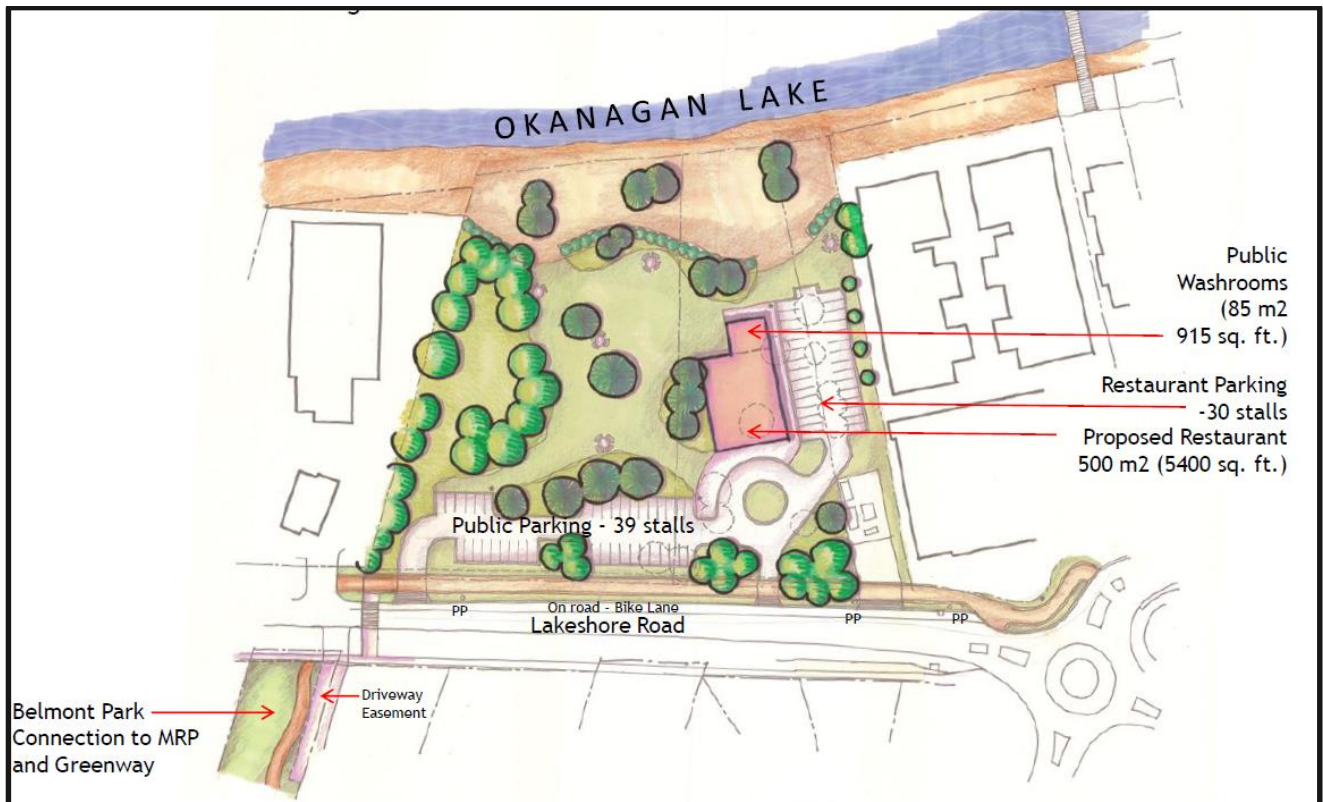 OKANAGAN LAKE
Public
Washrooms
(85 m2
915 sq. ft.)
Restaurant Parking
-30 stalls
Proposed Restaurant
500 m2 (5400 sq. ft.)
Public Parking - 39 stalls
PP
On road - Bike Lane
Lakeshore Road
PP
PP
Driveway
Easement
Belmont Park
Connection to MRP
and Greenway